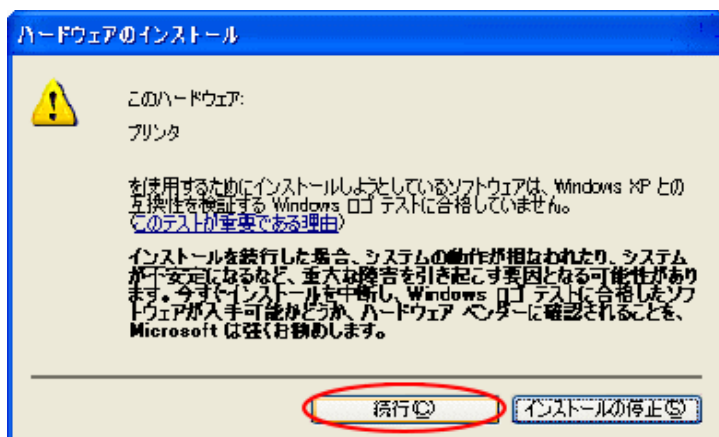 ハードウェアのインストール
このハードウェア:
プリンタ
を使用するためにインストールしようとしているソフトウェアは、Windows XP との
互換性を検証する Windows ロゴ テストに合格していません。
(このテストが重要である理由)
インストールを続行した場合、システムの動作が損なわれたり、システム
が不安定になるなど、重大な障害を引き起こす要因となる可能性があり
ます。今すぐインストールを中断し、Windows ロゴ テストに合格したソフ
トウェアが入手可能かどうか、ハードウェア ベンダーに確認されることを、
Microsoft は強くお勧めします。
続行(C)
インストールの停止(S)